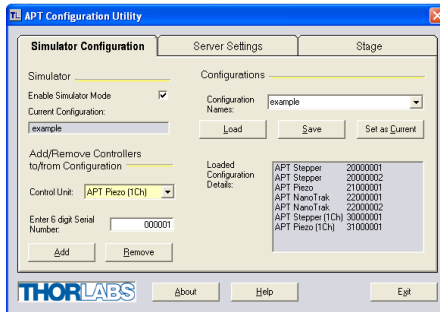 TL APT Configuration Utility
Simulator Configuration
Server Settings
Stage
Simulator
Enable Simulator Mode
Current Configuration:
example
Add/Remove Controllers
to/from Configuration
Control Unit: APT Piezo (1Ch)
Enter 6 digit Serial
Number: 000001
Add Remove
Configurations
Configuration
Names: example
Load Save Set as Current
Loaded
Configuration
Details:
APT Stepper 20000001
APT Stepper 20000002
APT Piezo 21000001
APT NanoTrak 22000001
APT NanoTrak 22000002
APT Stepper (1Ch) 30000001
APT Piezo (1Ch) 31000001
THORLABS About Help Exit